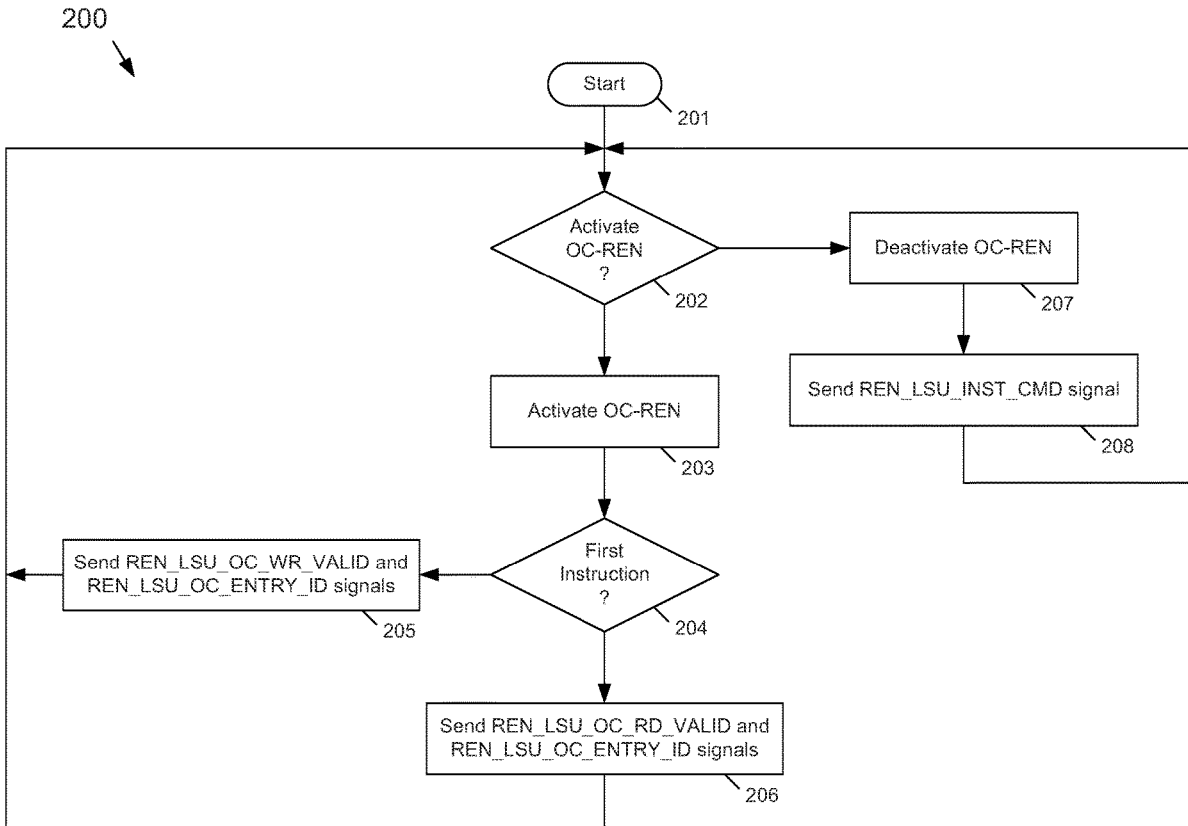 200
Start
201
Activate
OC-REN
?
202
Deactivate OC-REN
207
Activate OC-REN
203
Send REN_LSU_INST_CMD signal
208
First
Instruction
?
204
Send REN_LSU_OC_WR_VALID and
REN_LSU_OC_ENTRY_ID signals
205
Send REN_LSU_OC_RD_VALID and
REN_LSU_OC_ENTRY_ID signals
206